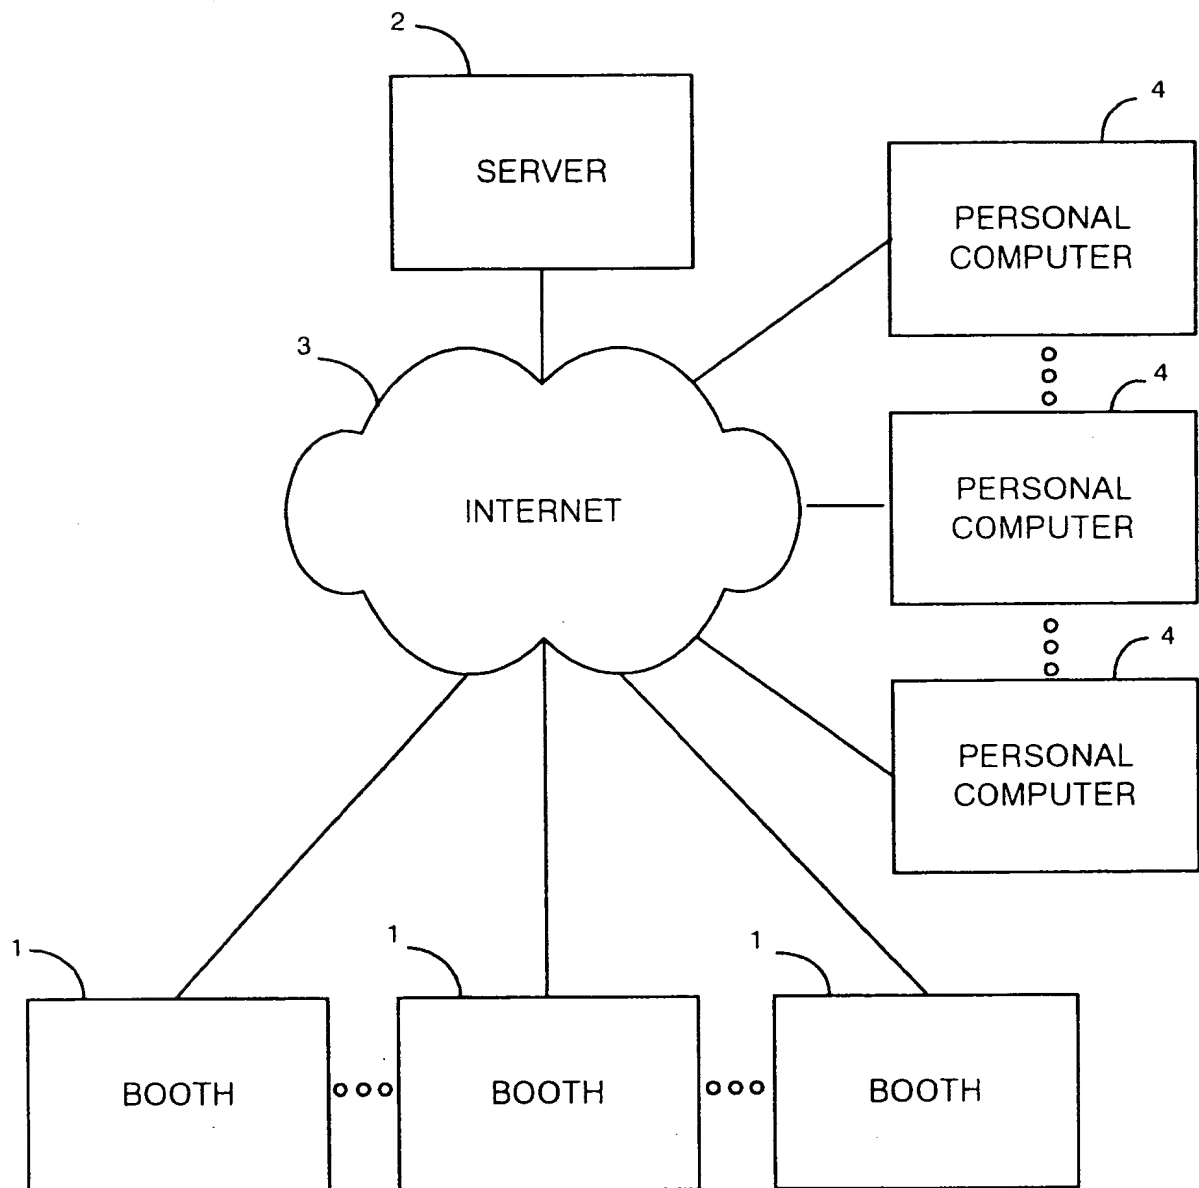 2
SERVER
4
PERSONAL
COMPUTER
3
INTERNET
4
PERSONAL
COMPUTER
4
PERSONAL
COMPUTER
1
BOOTH
1
BOOTH
1
BOOTH